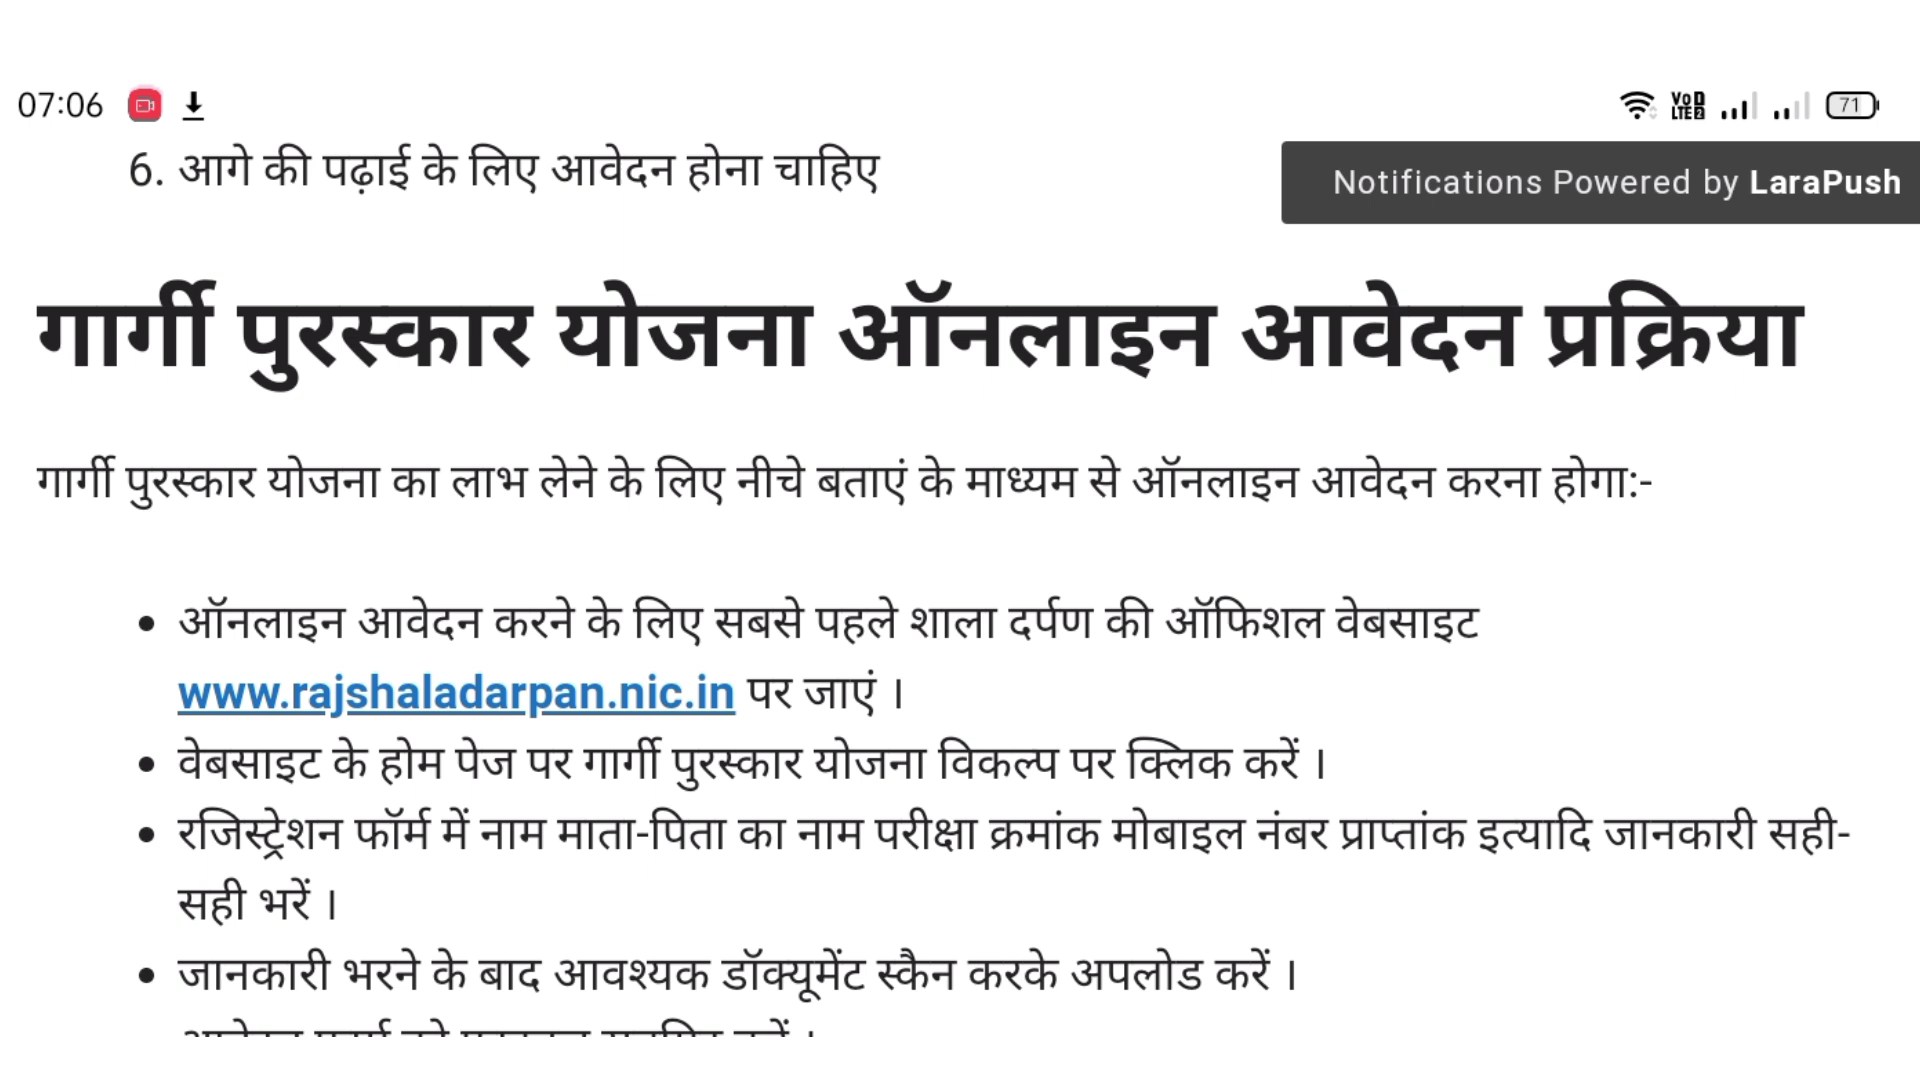 07:06
VoD LTE2
71
6. आगे की पढ़ाई के लिए आवेदन होना चाहिए
Notifications Powered by LaraPush
गार्गी पुरस्कार योजना ऑनलाइन आवेदन प्रक्रिया
गार्गी पुरस्कार योजना का लाभ लेने के लिए नीचे बताएं के माध्यम से ऑनलाइन आवेदन करना होगा:-
• ऑनलाइन आवेदन करने के लिए सबसे पहले शाला दर्पण की ऑफिशल वेबसाइट
www.rajshaladarpan.nic.in पर जाएं ।
• वेबसाइट के होम पेज पर गार्गी पुरस्कार योजना विकल्प पर क्लिक करें ।
• रजिस्ट्रेशन फॉर्म में नाम माता-पिता का नाम परीक्षा क्रमांक मोबाइल नंबर प्राप्तांक इत्यादि जानकारी सही-
सही भरें ।
• जानकारी भरने के बाद आवश्यक डॉक्यूमेंट स्कैन करके अपलोड करें ।